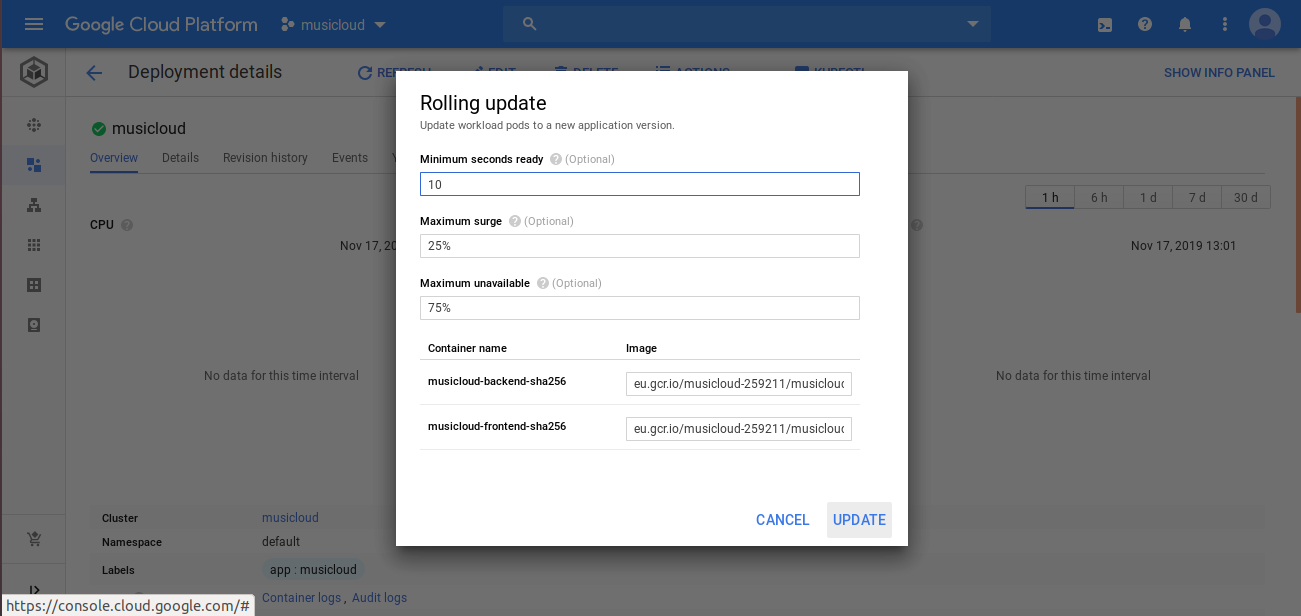 Google Cloud Platform musicloud
Deployment details REFRESH EDIT DELETE ACTIONS KUBECTL SHOW INFO PANEL
musicloud
Overview Details Revision history Events
1 h 6 h 1 d 7 d 30 d
CPU
Nov 17, 20
Nov 17, 2019 13:01
No data for this time interval
No data for this time interval
Rolling update
Update workload pods to a new application version.
Minimum seconds ready (Optional)
10
Maximum surge (Optional)
25%
Maximum unavailable (Optional)
75%
Container name Image
musicloud-backend-sha256 eu.gcr.io/musicloud-259211/musicloud
musicloud-frontend-sha256 eu.gcr.io/musicloud-259211/musicloud
CANCEL UPDATE
Cluster musicloud
Namespace default
Labels app : musicloud
Container logs , Audit logs
https://console.cloud.google.com/#